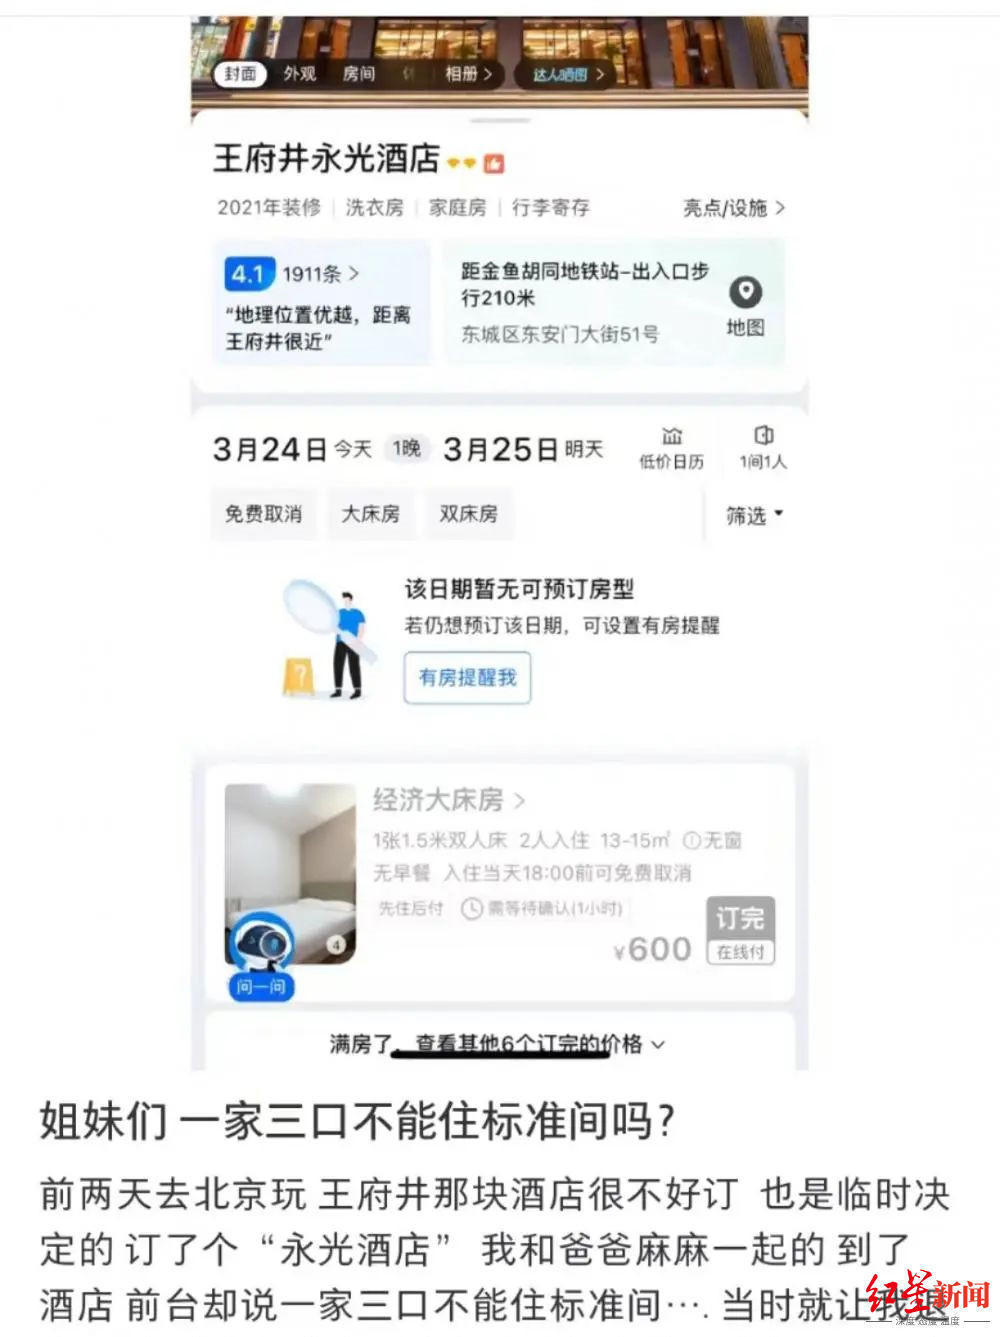 封面 外观 房间 相册 > 达人晒图 >
王府井永光酒店
2021年装修 | 洗衣房 | 家庭房 | 行李寄存 亮点/设施 >
4.1 1911条 >
“地理位置优越，距离
王府井很近”
距金鱼胡同地铁站-出入口步
行210米
东城区东安门大街51号
地图
3月24日 今天 1晚 3月25日 明天
低价日历
1间1人
免费取消 大床房 双床房 筛选
该日期暂无可预订房型
若仍想预订该日期，可设置有房提醒
有房提醒我
经济大床房 >
1张1.5米双人床 2人入住 13-15㎡ 无窗
无早餐 入住当天18:00前可免费取消
先住后付 需等待确认(1小时)
¥600
订完
在线付
4
问一问
满房了，查看其他6个订完的价格
姐妹们 一家三口不能住标准间吗？
前两天去北京玩 王府井那块酒店很不好订 也是临时决
定的 订了个“永光酒店” 我和爸爸麻麻一起的 到了
酒店 前台却说一家三口不能住标准间…. 当时就让我退
红星新闻
深度 态度 温度